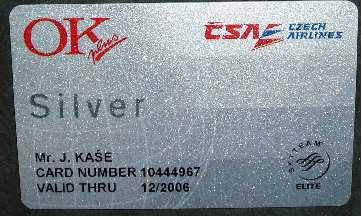 OK plus
ČSA CZECH AIRLINES
Silver
Mr. J. KAŠE
CARD NUMBER 10444967
VALID THRU 12/2006
SKYTEAM
ELITE